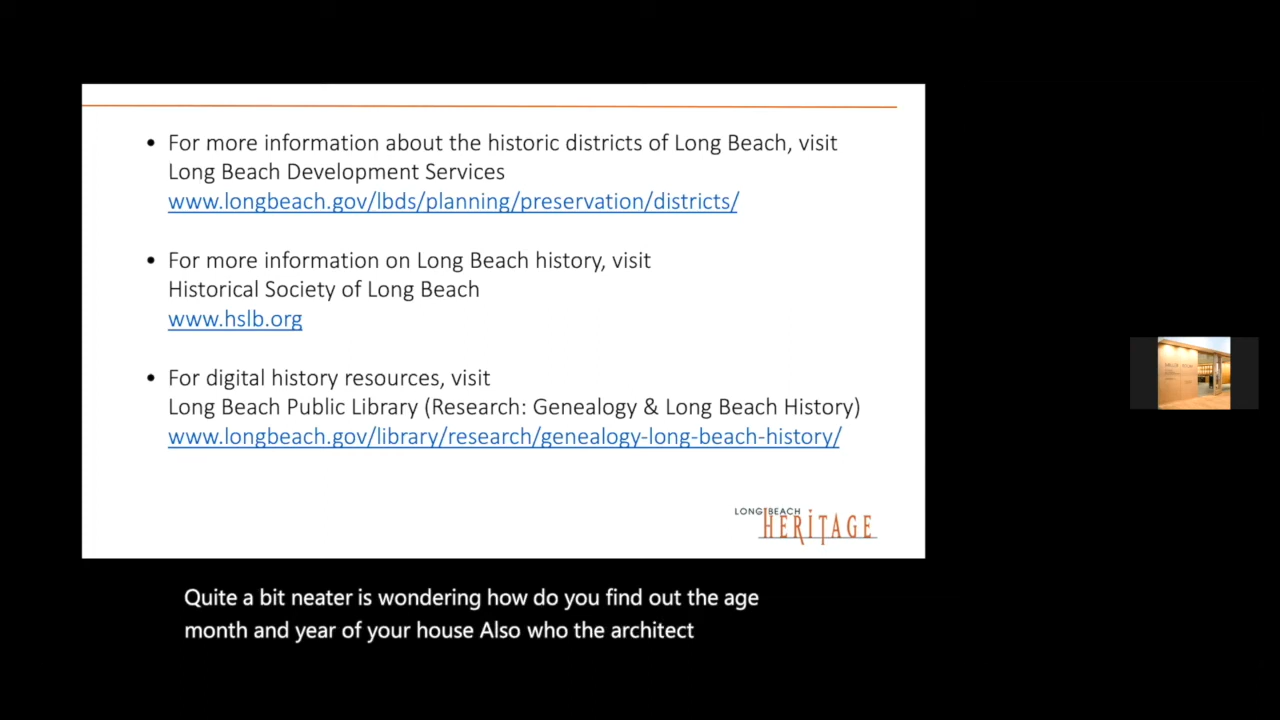 • For more information about the historic districts of Long Beach, visit
Long Beach Development Services
www.longbeach.gov/lbds/planning/preservation/districts/
• For more information on Long Beach history, visit
Historical Society of Long Beach
www.hslb.org
• For digital history resources, visit
Long Beach Public Library (Research: Genealogy & Long Beach History)
www.longbeach.gov/library/research/genealogy-long-beach-history/
LONG BEACH
HERITAGE
Quite a bit neater is wondering how do you find out the age
month and year of your house Also who the architect